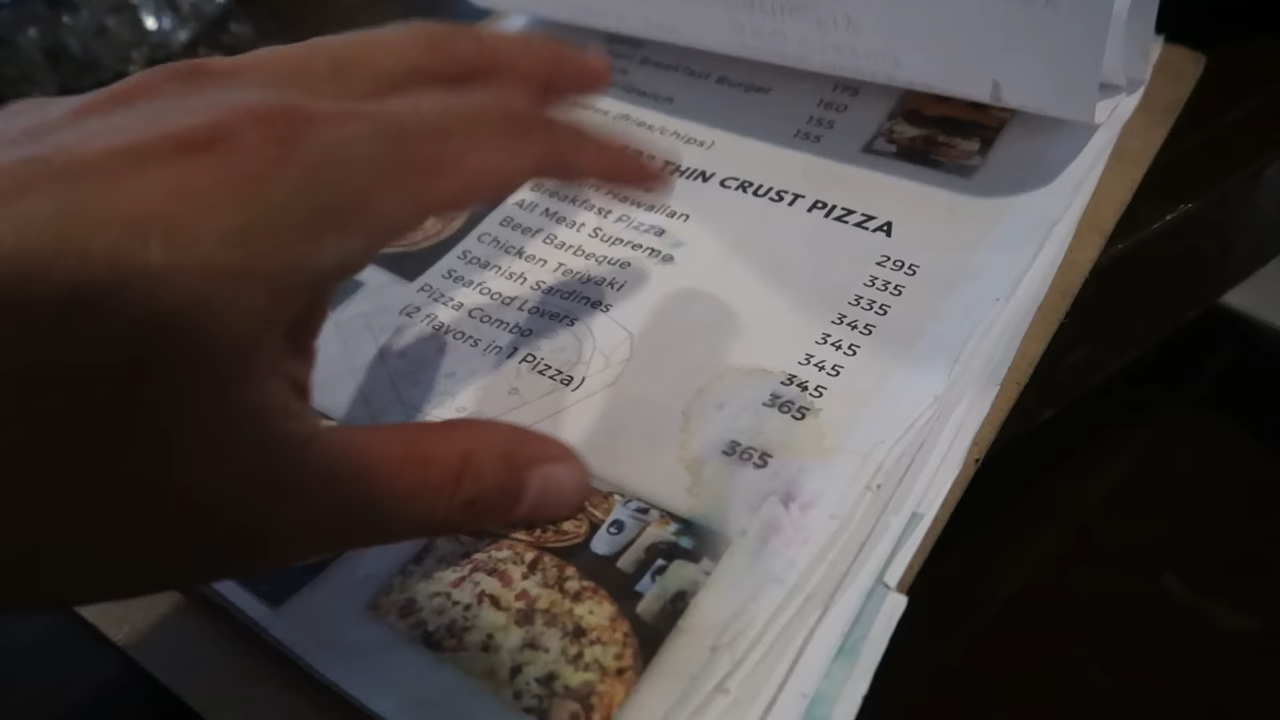 Breakfast Burger 175
160
155
(fries/chips) 155
THIN CRUST PIZZA
Hawaiian 295
Breakfast Pizza 335
All Meat Supreme 335
Beef Barbeque 345
Chicken Teriyaki 345
Spanish Sardines 345
Seafood Lovers 345
Pizza Combo 365
(2 flavors in 1 Pizza) 365